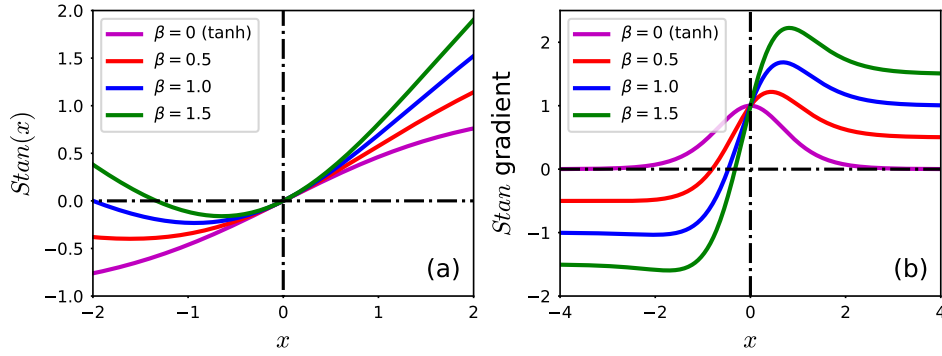 2.0
1.5
1.0
0.5
0.0
−0.5
−1.0
−2
−1
0
1
2
Stan(x)
x
β = 0 (tanh)
β = 0.5
β = 1.0
β = 1.5
(a)
2
1
0
−1
−2
−4
−2
0
2
4
Stan gradient
x
β = 0 (tanh)
β = 0.5
β = 1.0
β = 1.5
(b)